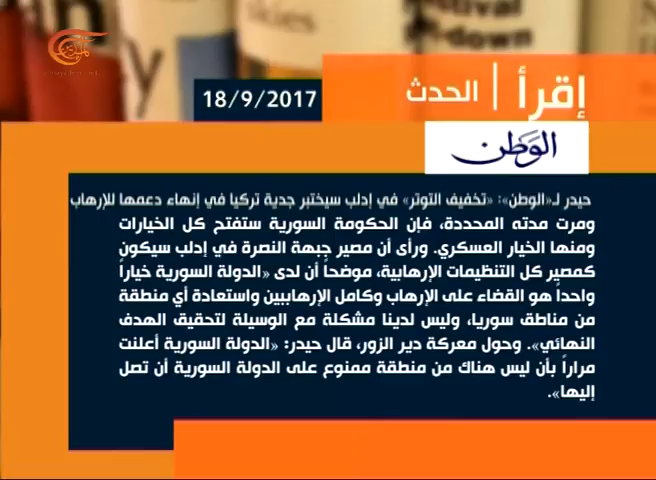 18/9/2017
إقرأ | الحدث
الوَطَن
حيدر لـ«الوطن»: «تخفيف التوتر» في إدلب سيختبر جدية تركيا في إنهاء دعمها للإرهاب
ومرت مدته المحددة، فإن الحكومة السورية ستفتح كل الخيارات
ومنها الخيار العسكري. ورأى أن مصير جبهة النصرة في إدلب سيكون
كمصير كل التنظيمات الإرهابية، موضحاً أن لدى «الدولة السورية خياراً
واحداً هو القضاء على الإرهاب وكامل الإرهابيين واستعادة أي منطقة
من مناطق سوريا، وليس لدينا مشكلة مع الوسيلة لتحقيق الهدف
النهائي». وحول معركة دير الزور، قال حيدر: «الدولة السورية أعلنت
مراراً بأن ليس هناك من منطقة ممنوع على الدولة السورية أن تصل
إليها».